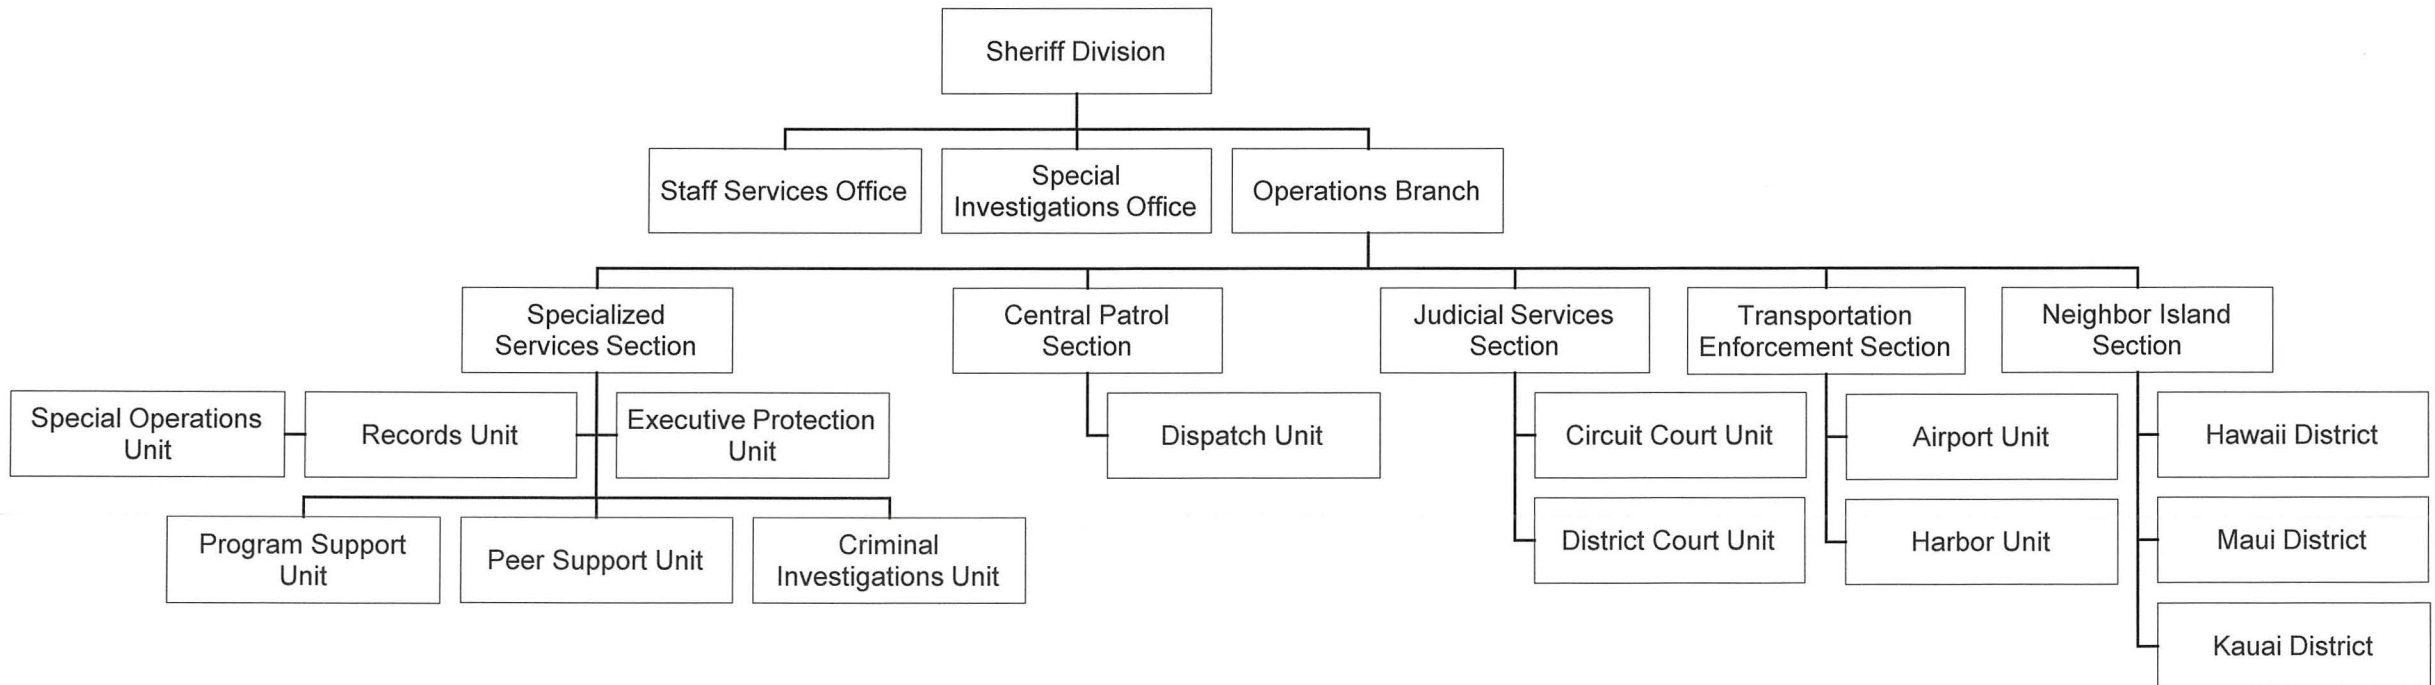 Sheriff Division
Staff Services Office
Special
Investigations Office
Operations Branch
Specialized
Services Section
Central Patrol
Section
Judicial Services
Section
Transportation
Enforcement Section
Neighbor Island
Section
Special Operations
Unit
Records Unit
Executive Protection
Unit
Dispatch Unit
Circuit Court Unit
Airport Unit
Hawaii District
Program Support
Unit
Peer Support Unit
Criminal
Investigations Unit
District Court Unit
Harbor Unit
Maui District
Kauai District